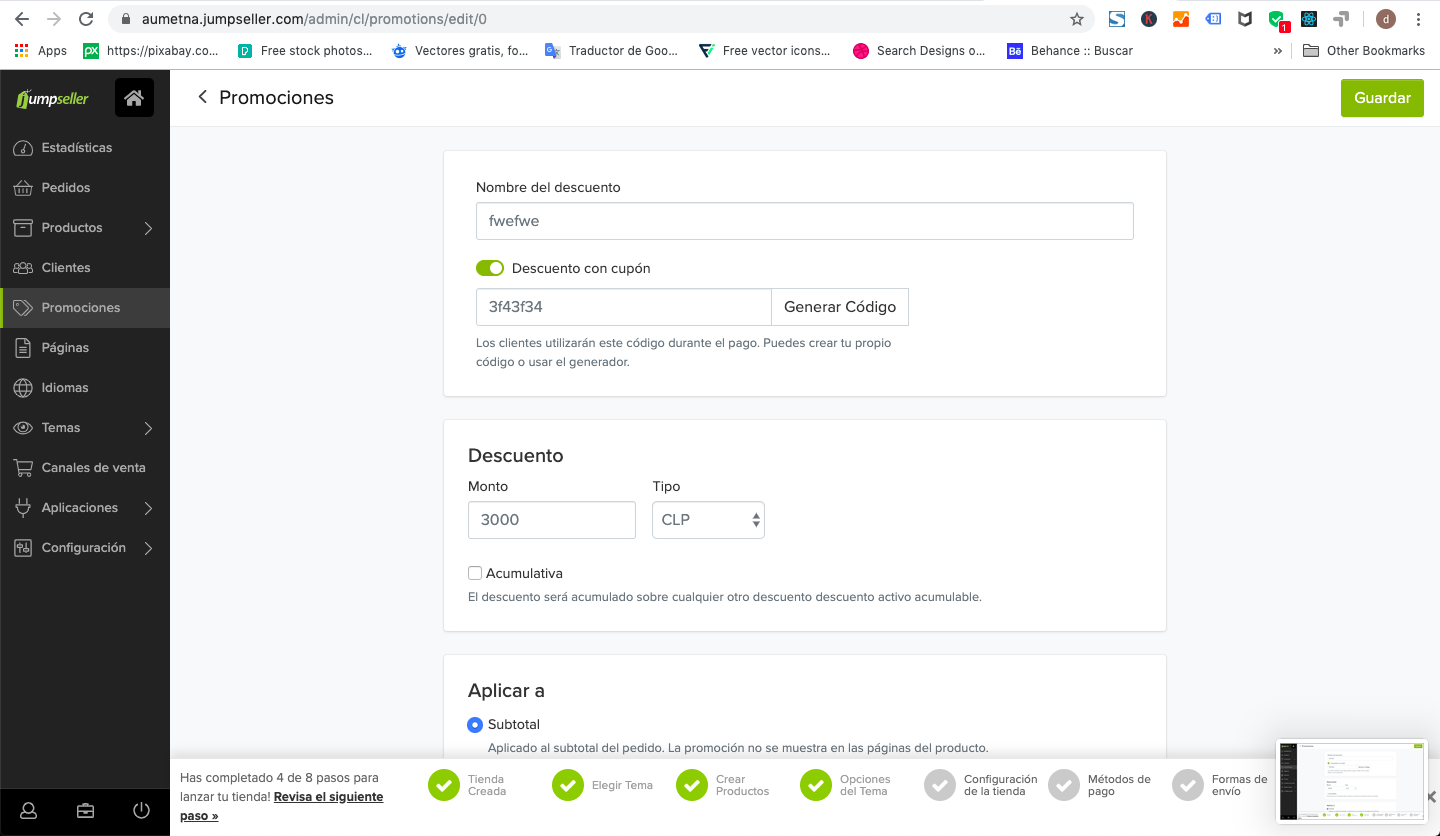 aumetna.jumpseller.com/admin/cl/promotions/edit/0
K
1
d
Apps
px
https://pixabay.co...
Free stock photos...
Vectores gratis, fo...
Traductor de Goo...
Free vector icons...
Search Designs o...
Bē
Behance :: Buscar
»
Other Bookmarks
jumpseller
Promociones
Guardar
Estadísticas
Pedidos
Productos
Clientes
Promociones
Páginas
Idiomas
Temas
Canales de venta
Aplicaciones
Configuración
Nombre del descuento
fwefwe
Descuento con cupón
3f43f34
Generar Código
Los clientes utilizarán este código durante el pago. Puedes crear tu propio
código o usar el generador.
Descuento
Monto
Tipo
3000
CLP
Acumulativa
El descuento será acumulado sobre cualquier otro descuento descuento activo acumulable.
Aplicar a
Subtotal
Aplicado al subtotal del pedido. La promoción no se muestra en las páginas del producto.
Has completado 4 de 8 pasos para
lanzar tu tienda! Revisa el siguiente
paso »
Tienda
Creada
Elegir Tema
Crear
Productos
Opciones
del Tema
Configuración
de la tienda
Métodos de
pago
Formas de
envío